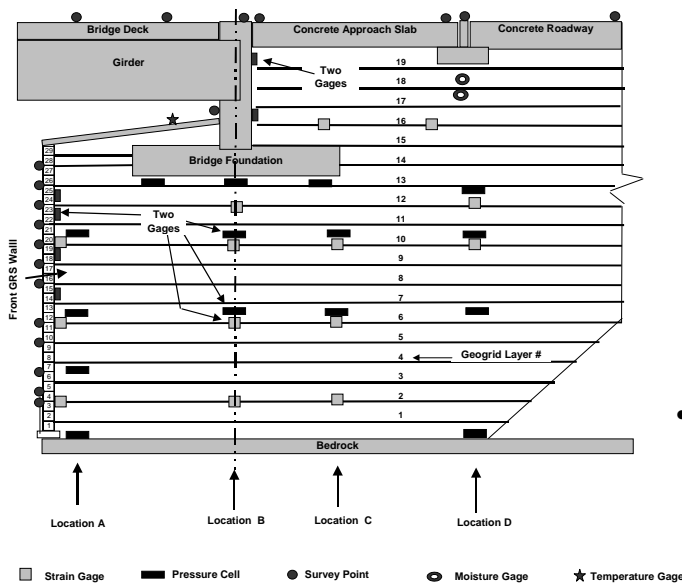 Bridge Deck
Concrete Approach Slab
Concrete Roadway
Girder
Two
Gages
19
18
17
16
15
14
13
12
11
10
9
8
7
6
5
4
3
2
1
Bridge Foundation
29
28
27
26
25
24
23
22
21
20
19
18
17
16
15
14
13
12
11
10
9
8
7
6
5
4
3
2
1
Two
Gages
Front GRS Walll
Geogrid Layer #
Bedrock
Location A
Location B
Location C
Location D
Strain Gage
Pressure Cell
Survey Point
Moisture Gage
Temperature Gage